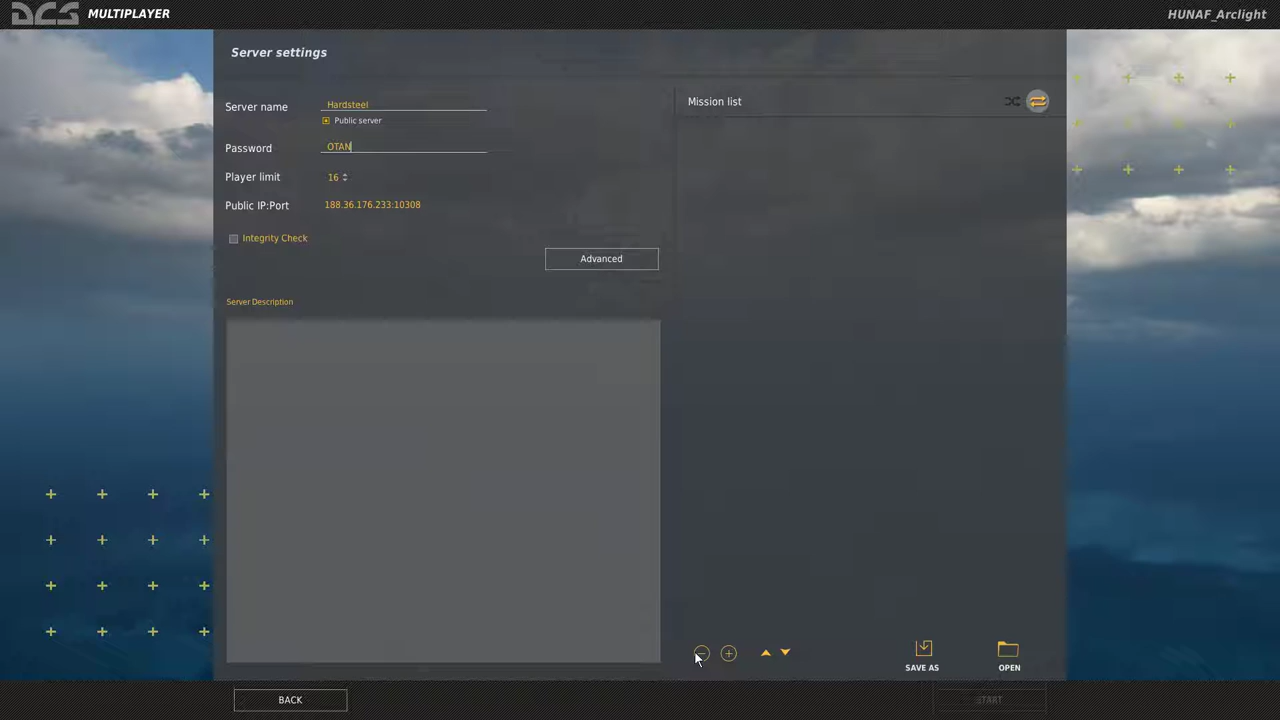 DCS MULTIPLAYER
HUNAF_Arclight
Server settings
Server name
Hardsteel
Public server
Password
OTAN
Player limit
16
Public IP:Port
188.36.176.233:10308
Integrity Check
Advanced
Server Description
Mission list
SAVE AS
OPEN
BACK
START